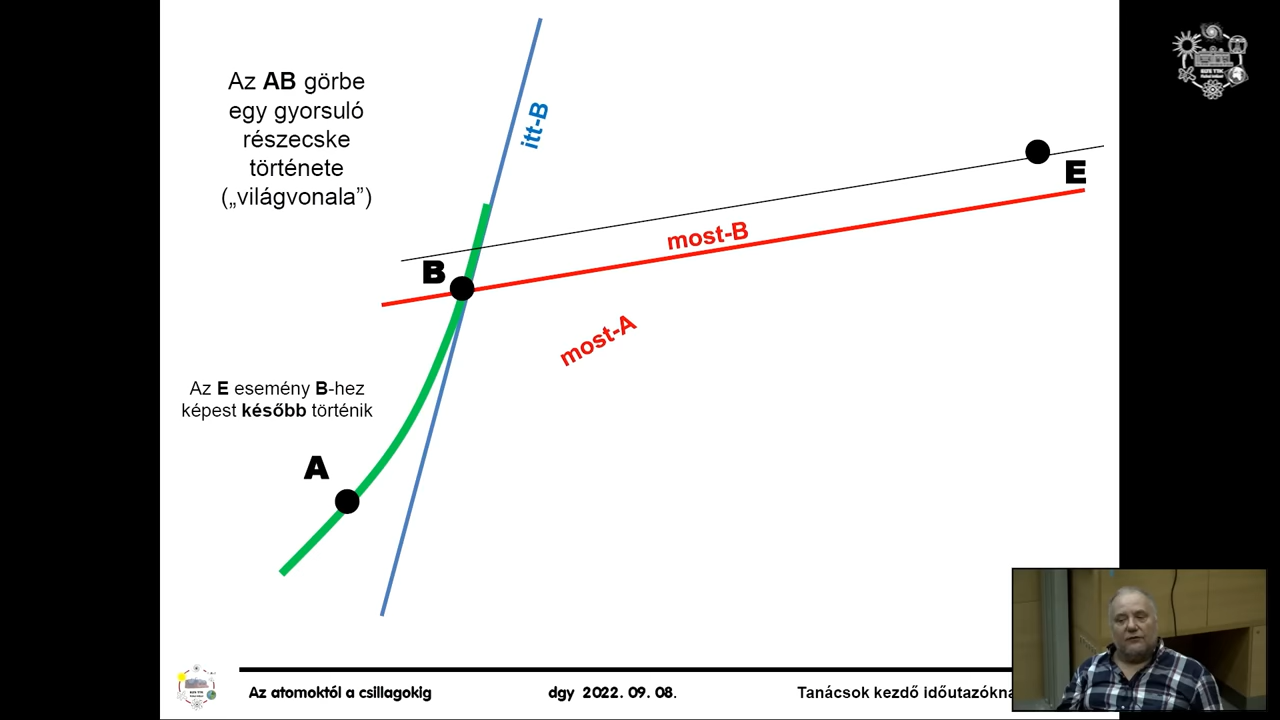 Az AB görbe
egy gyorsuló
részecske
története
(„világvonala”)
itt-B
E
most-B
B
most-A
Az E esemény B-hez
képest később történik
A
Az atomoktól a csillagokig
dgy 2022. 09. 08.
Tanácsok kezdő